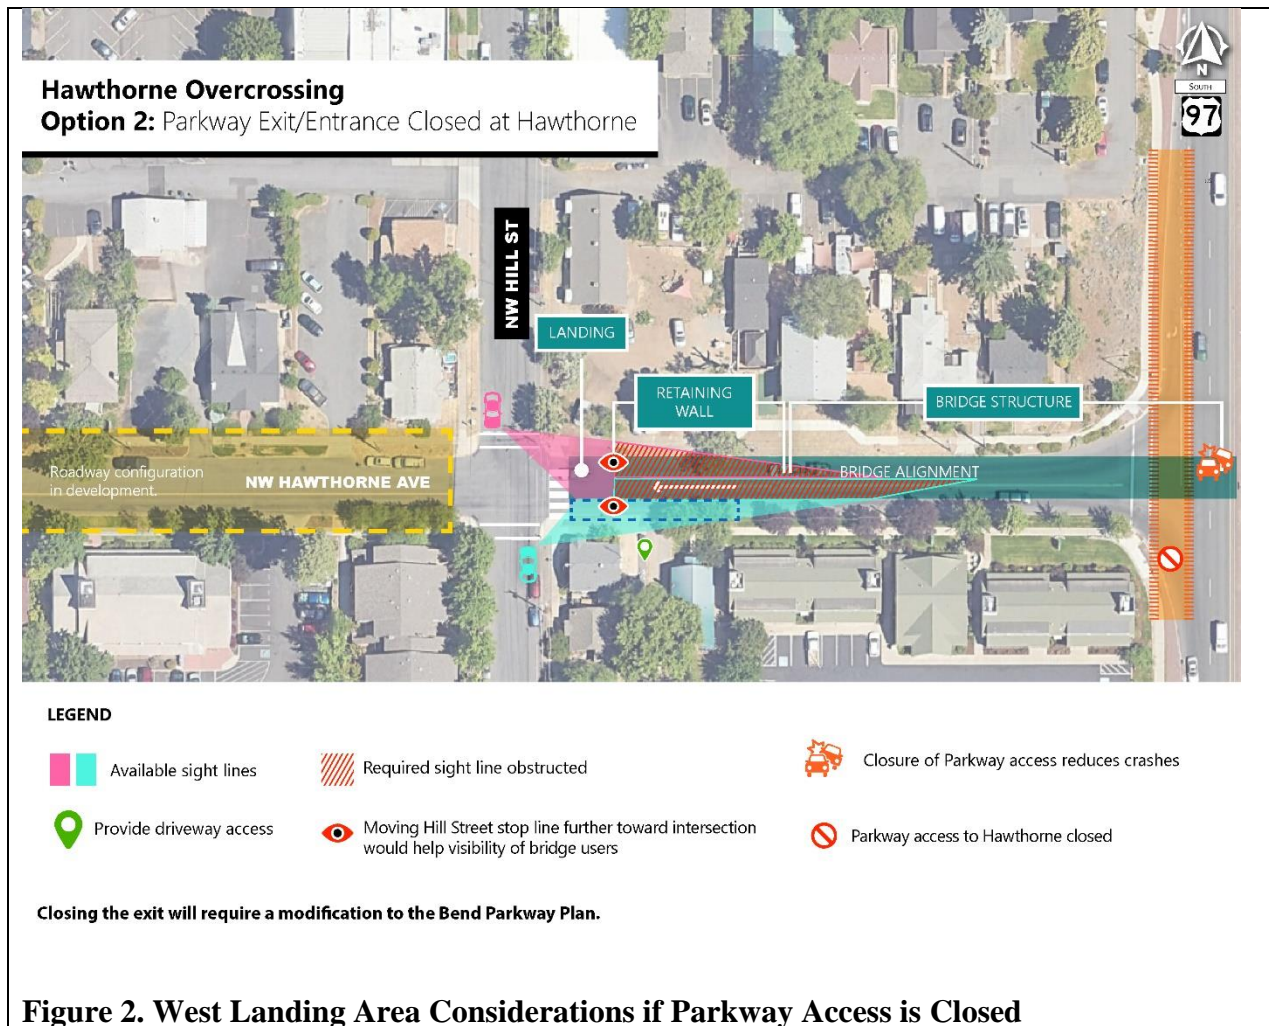 Hawthorne Overcrossing
Option 2: Parkway Exit/Entrance Closed at Hawthorne
N
SOUTH
97
NW HILL ST
LANDING
RETAINING
WALL
BRIDGE STRUCTURE
Roadway configuration
in development.
NW HAWTHORNE AVE
BRIDGE ALIGNMENT
LEGEND
Available sight lines
Required sight line obstructed
Closure of Parkway access reduces crashes
Provide driveway access
Moving Hill Street stop line further toward intersection
would help visibility of bridge users
Parkway access to Hawthorne closed
Closing the exit will require a modification to the Bend Parkway Plan.
Figure 2. West Landing Area Considerations if Parkway Access is Closed